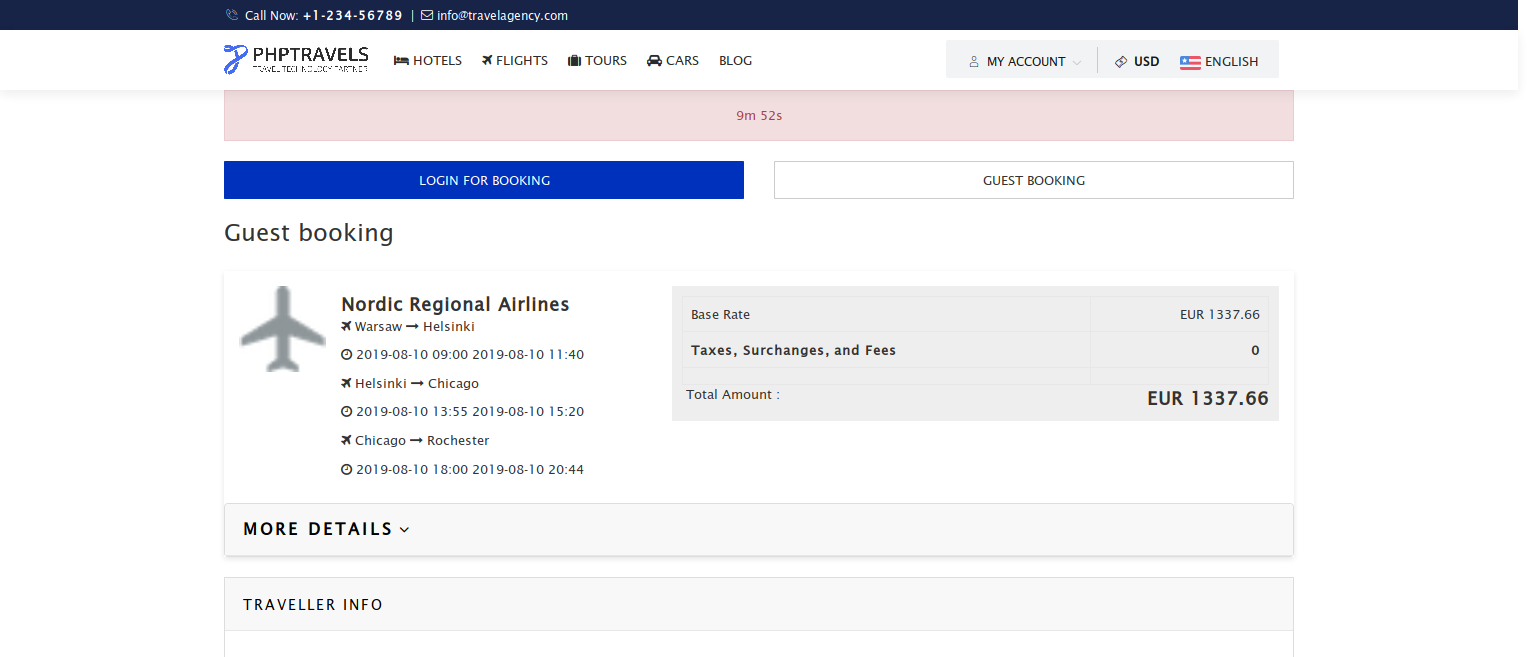 Call Now: +1-234-56789 | info@travelagency.com
PHPTRAVELS
TRAVEL TECHNOLOGY PARTNER
HOTELS FLIGHTS TOURS CARS BLOG MY ACCOUNT USD ENGLISH
9m 52s
LOGIN FOR BOOKING GUEST BOOKING
Guest booking
Nordic Regional Airlines
Warsaw → Helsinki
2019-08-10 09:00 2019-08-10 11:40
Helsinki → Chicago
2019-08-10 13:55 2019-08-10 15:20
Chicago → Rochester
2019-08-10 18:00 2019-08-10 20:44
Base Rate EUR 1337.66
Taxes, Surchanges, and Fees 0
Total Amount : EUR 1337.66
MORE DETAILS
TRAVELLER INFO